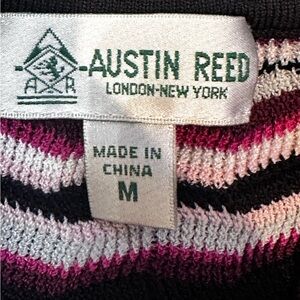 A R
AUSTIN REED
LONDON-NEW YORK
MADE IN
CHINA
M